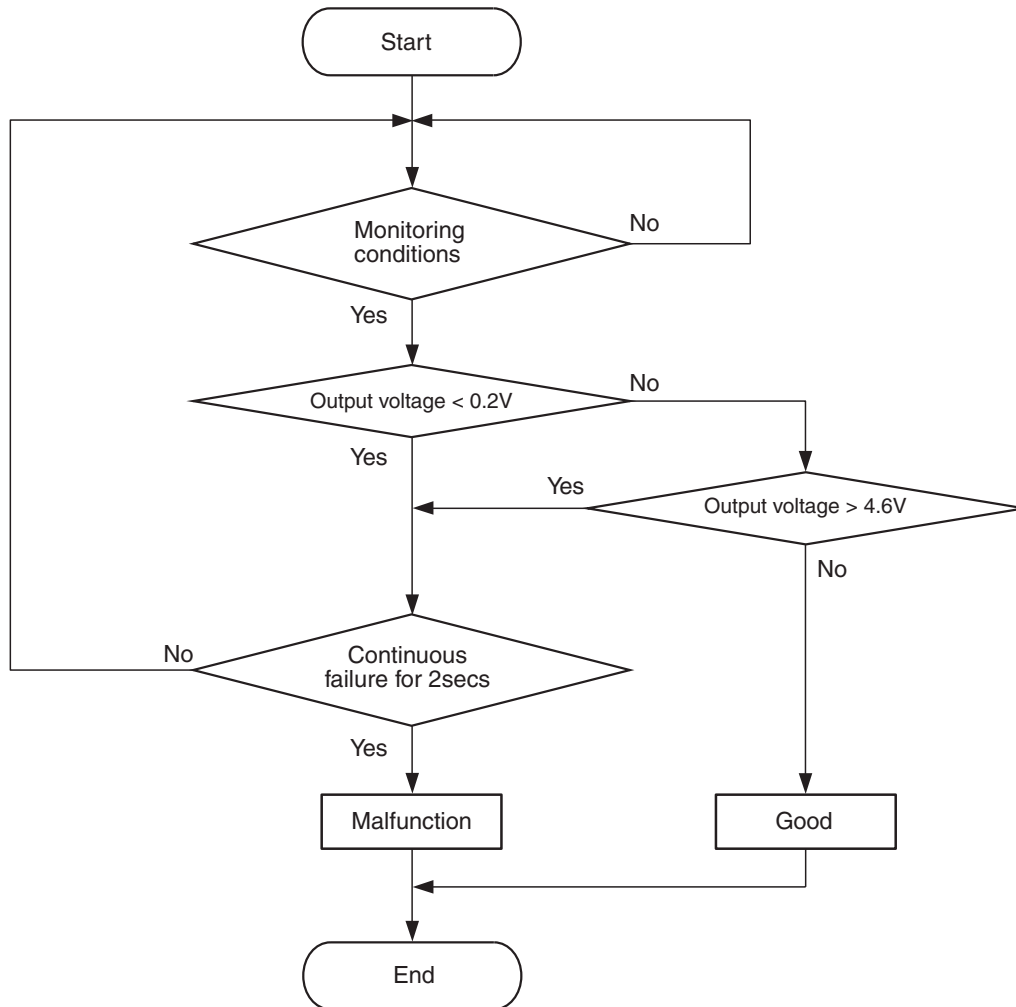 Start
Monitoring
conditions
No
Yes
Output voltage < 0.2V
No
Yes
Yes
Output voltage > 4.6V
No
No
Continuous
failure for 2secs
Yes
Malfunction
Good
End